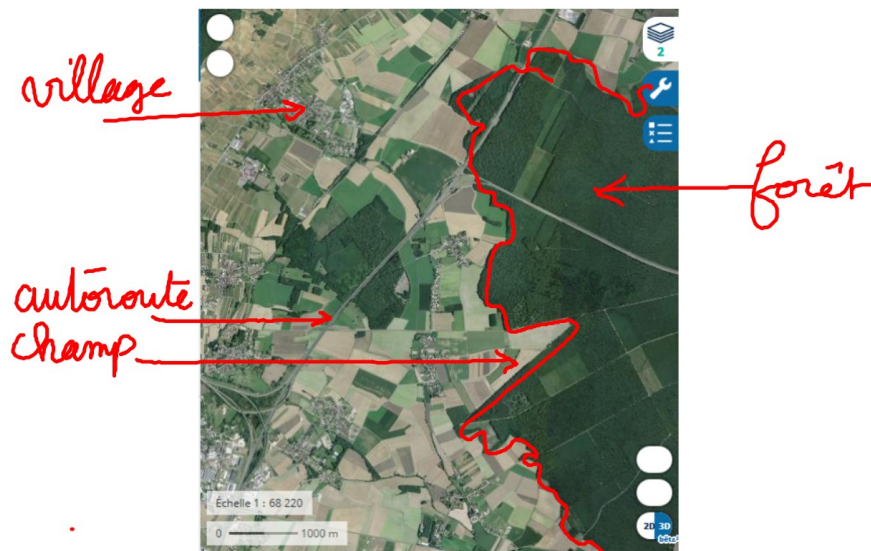 2
village
forêt
autoroute
champ
Échelle 1 : 68 220
0 1000 m
2D 3D
bêta